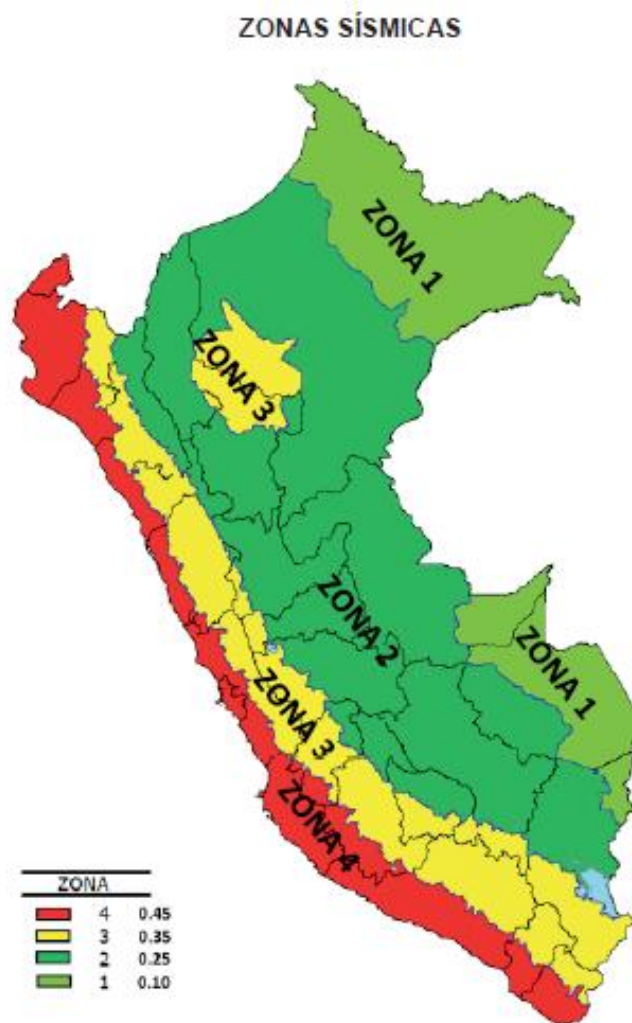 ZONAS SÍSMICAS
ZONA 1
ZONA 3
ZONA 2
ZONA 1
ZONA 3
ZONA 4
ZONA
4 0.45
3 0.35
2 0.25
1 0.10